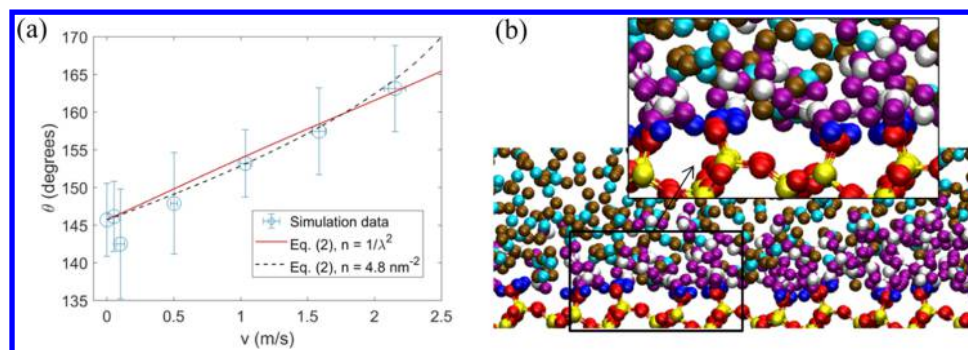 (a)
170
165
160
155
150
145
140
135
θ (degrees)
0 0.5 1 1.5 2 2.5
v (m/s)
Simulation data
Eq. (2), n = 1/λ²
Eq. (2), n = 4.8 nm⁻²
(b)